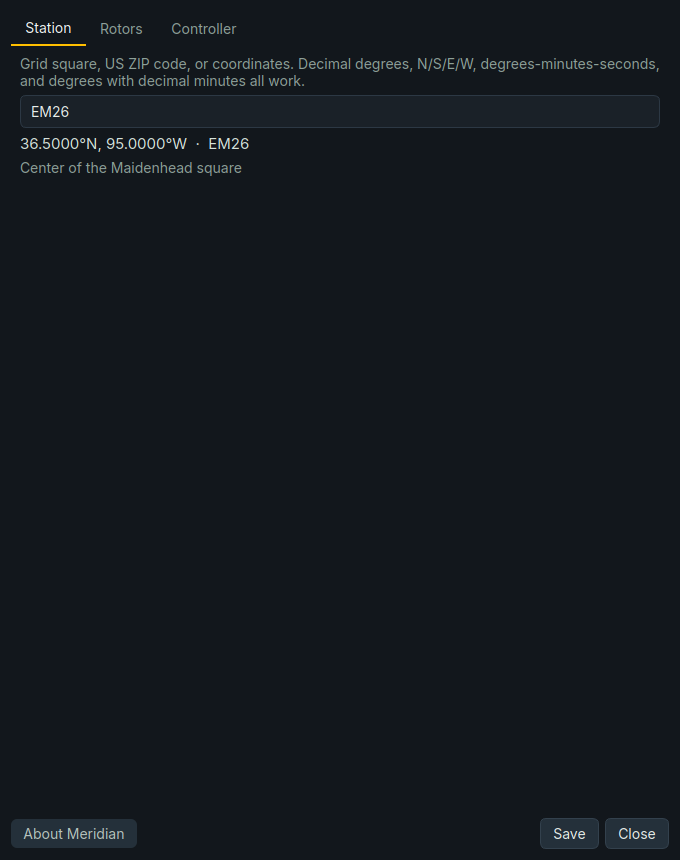 Station
Rotors
Controller
Grid square, US ZIP code, or coordinates. Decimal degrees, N/S/E/W, degrees-minutes-seconds,
and degrees with decimal minutes all work.
EM26
36.5000°N, 95.0000°W · EM26
Center of the Maidenhead square
About Meridian
Save
Close